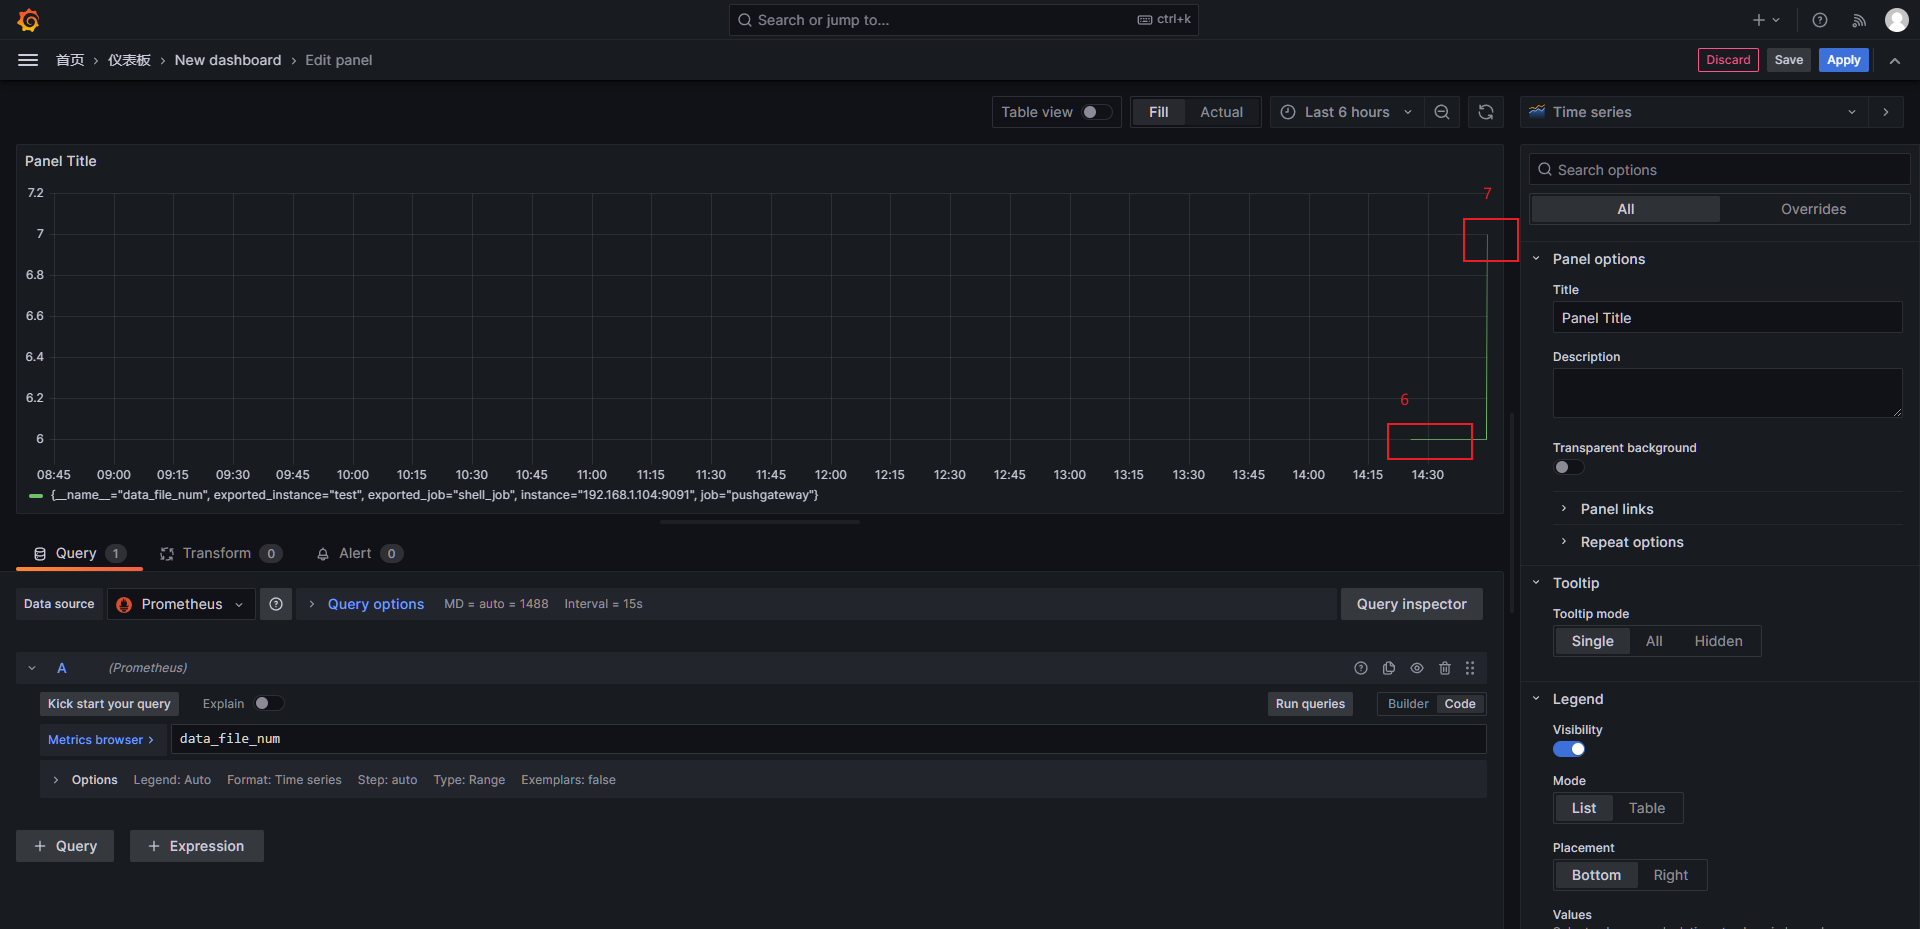 Search or jump to... ctrl+k
首页 › 仪表板 › New dashboard › Edit panel
Discard Save Apply
Table view Fill Actual Last 6 hours Time series
Panel Title
7.2
7
6.8
6.6
6.4
6.2
6
7
6
08:45 09:00 09:15 09:30 09:45 10:00 10:15 10:30 10:45 11:00 11:15 11:30 11:45 12:00 12:15 12:30 12:45 13:00 13:15 13:30 13:45 14:00 14:15 14:30
{__name__="data_file_num", exported_instance="test", exported_job="shell_job", instance="192.168.1.104:9091", job="pushgateway"}
Query 1 Transform 0 Alert 0
Data source Prometheus Query options MD = auto = 1488 Interval = 15s Query inspector
A (Prometheus)
Kick start your query Explain Run queries Builder Code
Metrics browser > data_file_num
Options Legend: Auto Format: Time series Step: auto Type: Range Exemplars: false
+ Query + Expression
Search options
All Overrides
Panel options
Title
Panel Title
Description
Transparent background
Panel links
Repeat options
Tooltip
Tooltip mode
Single All Hidden
Legend
Visibility
Mode
List Table
Placement
Bottom Right
Values